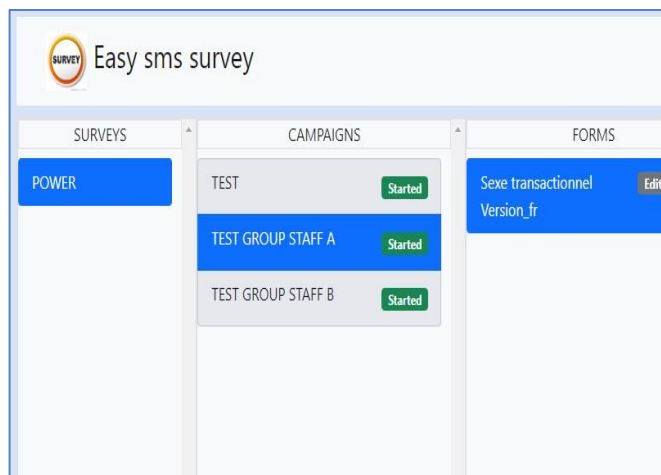 SURVEY
Easy sms survey
SURVEYS
CAMPAIGNS
FORMS
POWER
TEST
Started
TEST GROUP STAFF A
Started
TEST GROUP STAFF B
Started
Sexe transactionnel
Version_fr
Edit